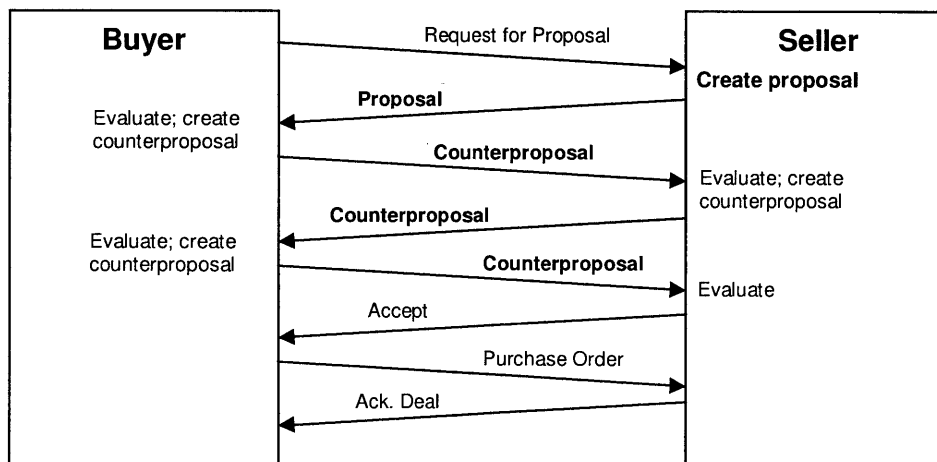 Buyer
Seller
Request for Proposal
Create proposal
Proposal
Evaluate; create
counterproposal
Counterproposal
Evaluate; create
counterproposal
Counterproposal
Evaluate; create
counterproposal
Counterproposal
Evaluate
Accept
Purchase Order
Ack. Deal